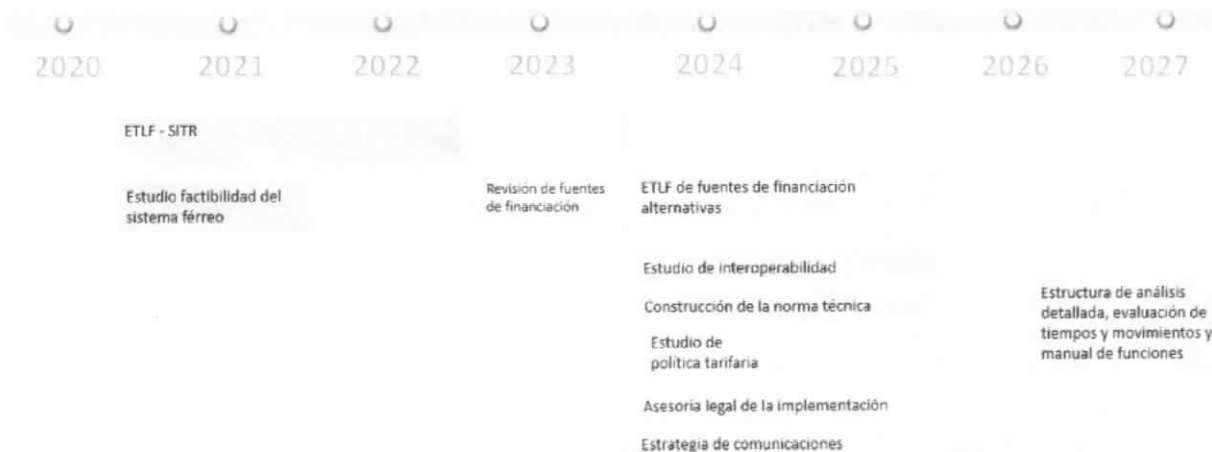 2020 2021 2022 2023 2024 2025 2026 2027
ETLF - SITR
Estudio factibilidad del
sistema férreo
Revisión de fuentes
de financiación
ETLF de fuentes de financiación
alternativas
Estudio de interoperabilidad
Construcción de la norma técnica
Estudio de
política tarifaria
Asesoría legal de la implementación
Estrategia de comunicaciones
Estructura de análisis
detallada, evaluación de
tiempos y movimientos y
manual de funciones